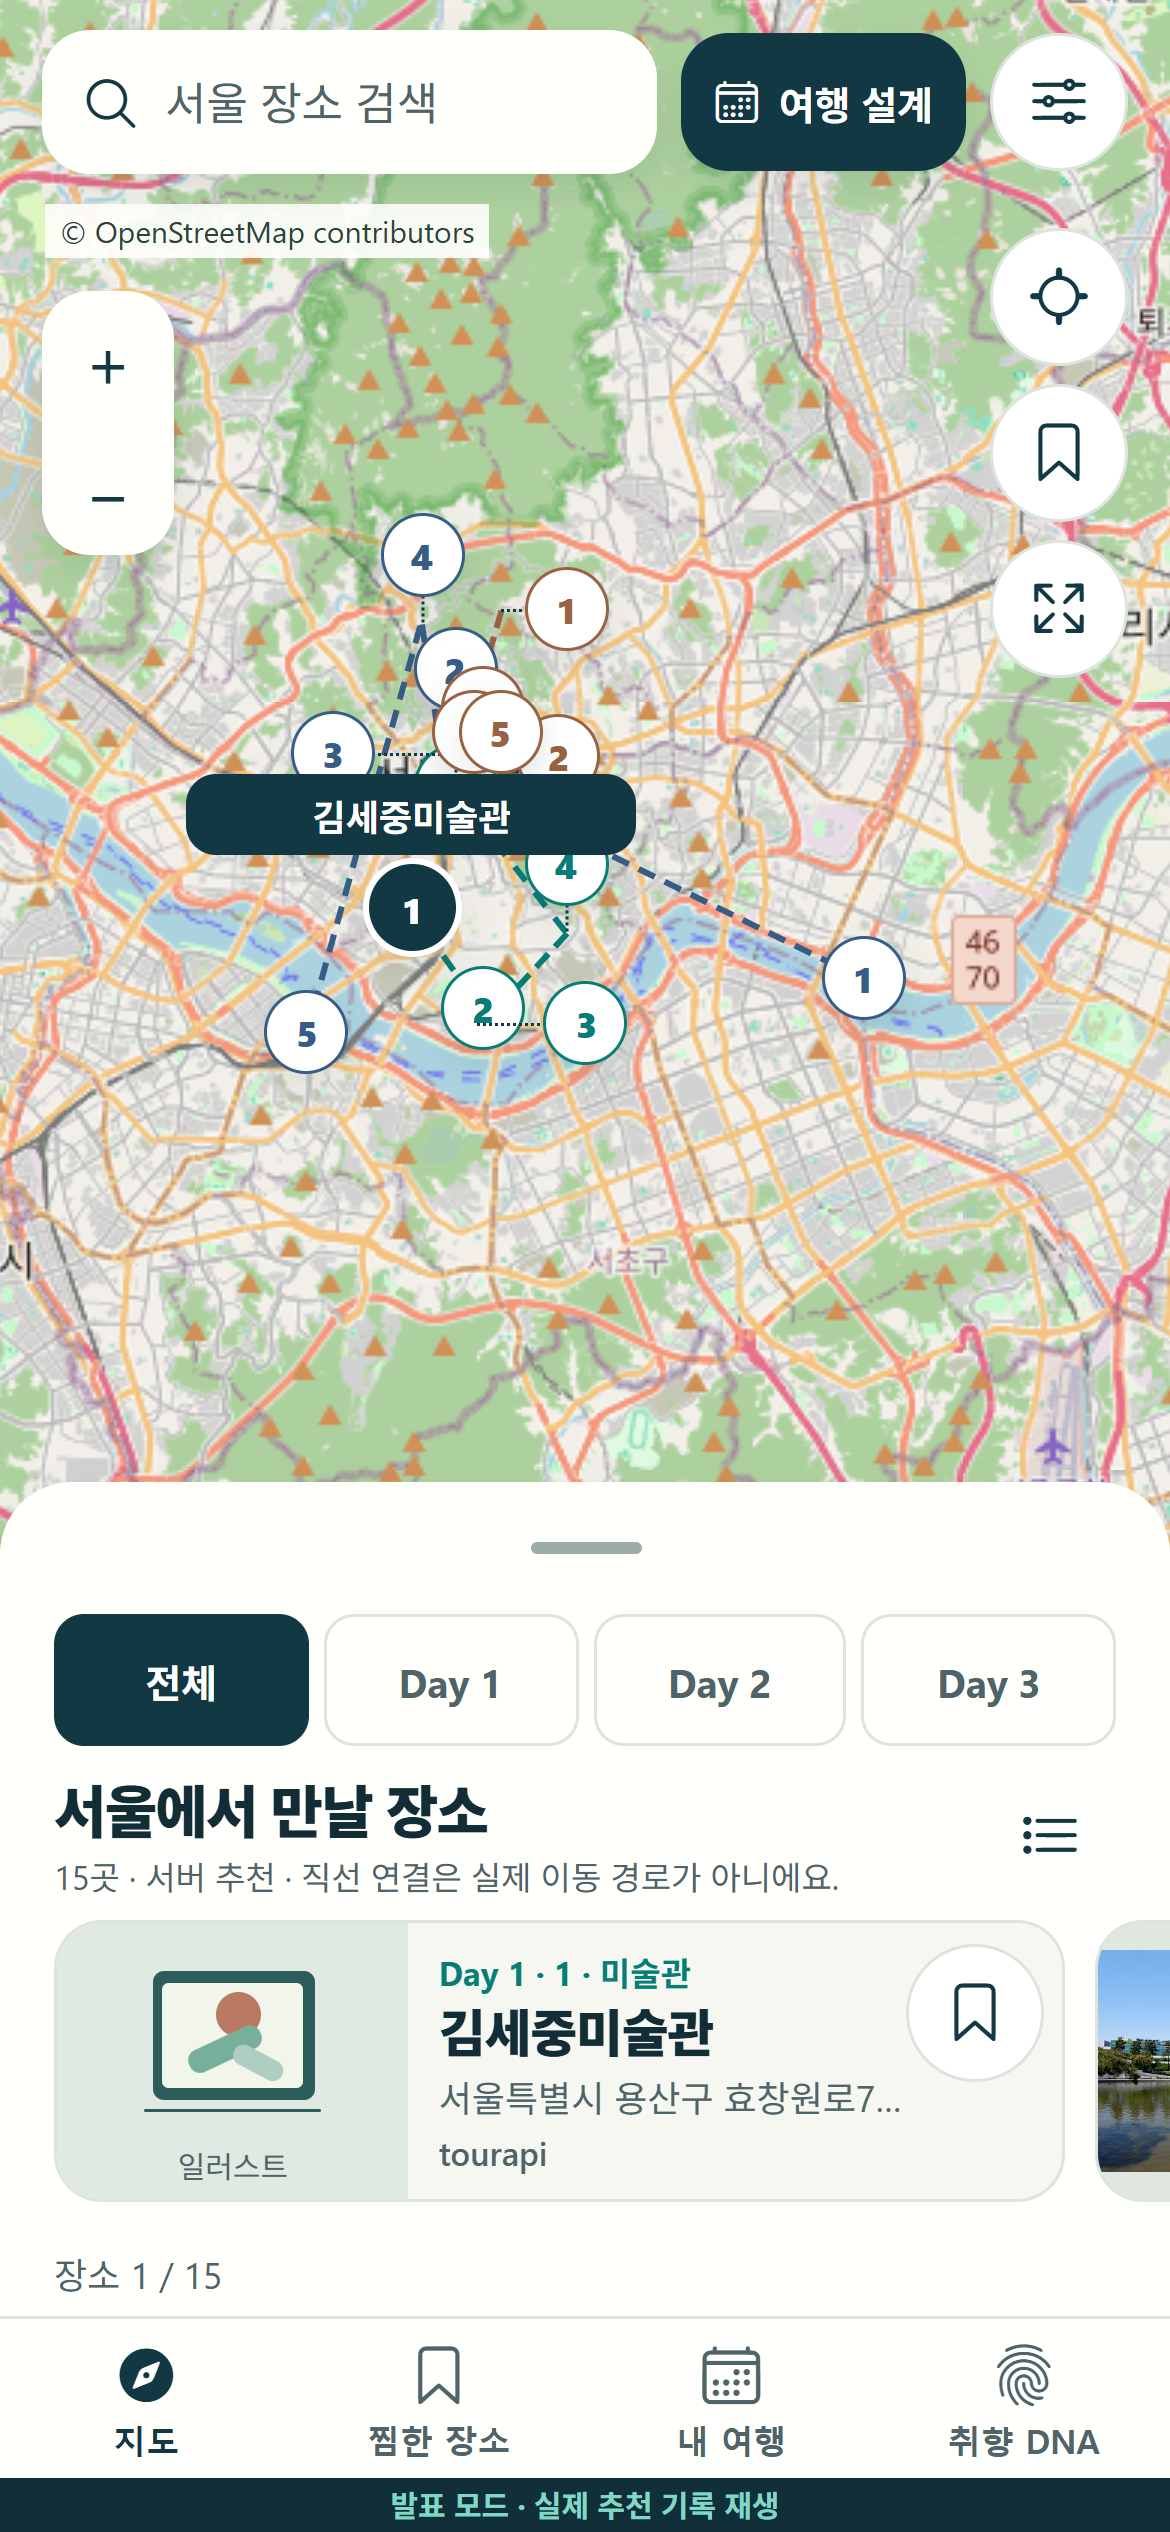 서울 장소 검색
여행 설계
© OpenStreetMap contributors
+
−
퇴
4
1
리시
2
5
2
3
김세중미술관
4
1
46
70
1
2
3
5
시
서초구
전체
Day 1
Day 2
Day 3
서울에서 만날 장소
15곳 · 서버 추천 · 직선 연결은 실제 이동 경로가 아니에요.
Day 1 · 1 · 미술관
김세중미술관
서울특별시 용산구 효창원로7...
tourapi
일러스트
장소 1 / 15
지도
찜한 장소
내 여행
취향 DNA
발표 모드 · 실제 추천 기록 재생